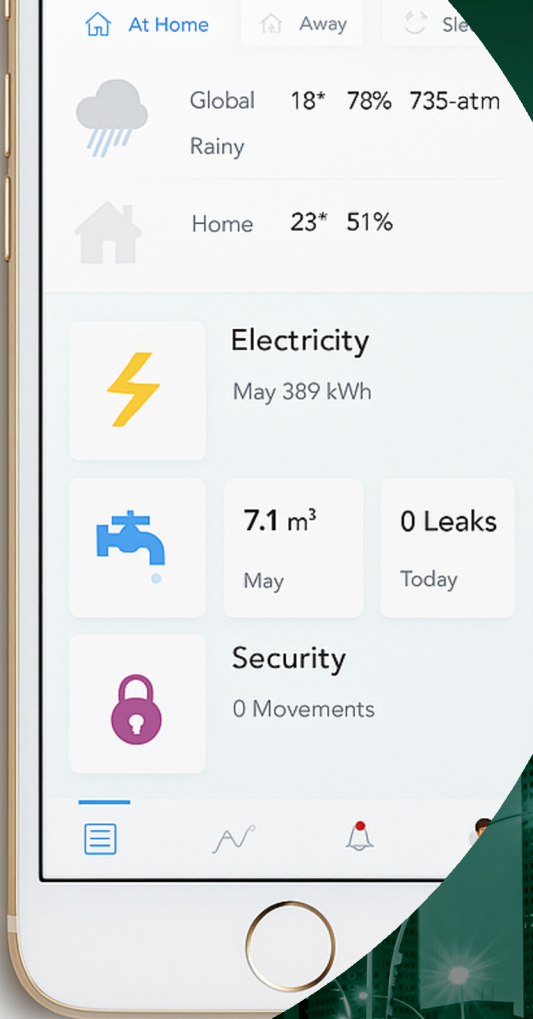 At Home Away
Global 18* 78% 735-atm
Rainy
Home 23* 51%
Electricity
May 389 kWh
7.1 m³ 0 Leaks
May Today
Security
0 Movements